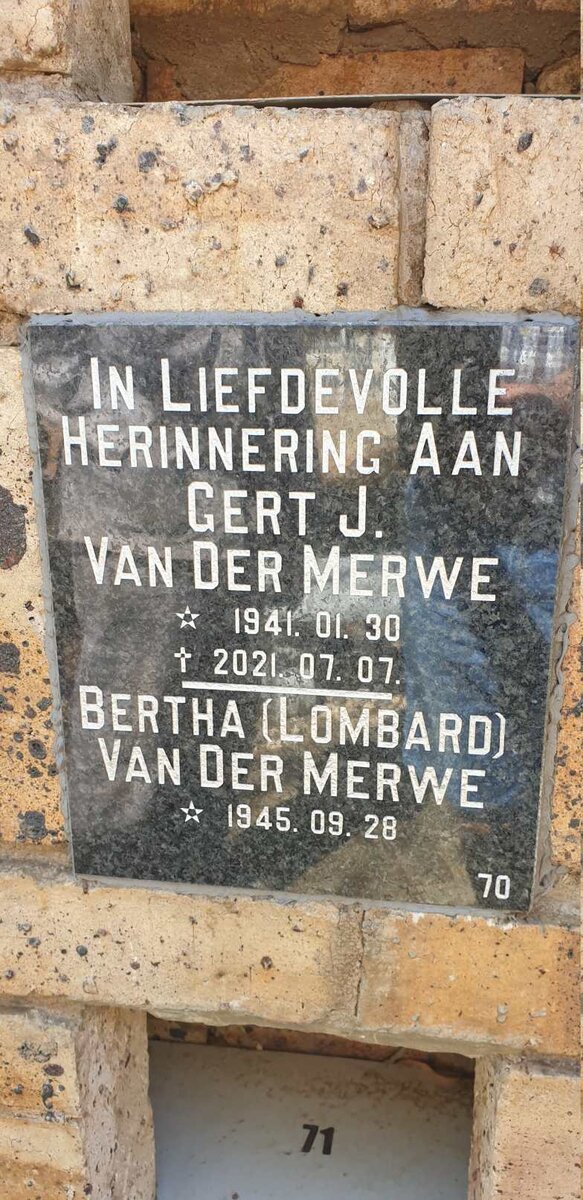 In Liefdevolle
Herinnering Aan
Gert J.
Van Der Merwe
☆ 1941. 01. 30
✝ 2021. 07. 07.
Bertha (Lombard)
Van Der Merwe
☆ 1945. 09. 28
70
71